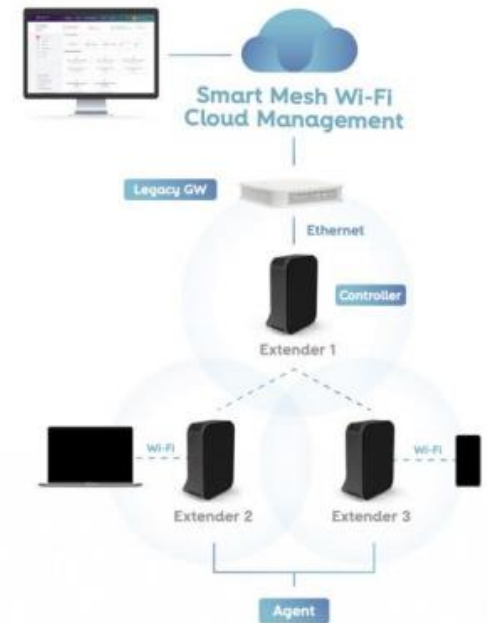 Smart Mesh Wi-Fi
Cloud Management
Legacy GW
Ethernet
Controller
Extender 1
Wi-Fi
Wi-Fi
Extender 2
Extender 3
Agent